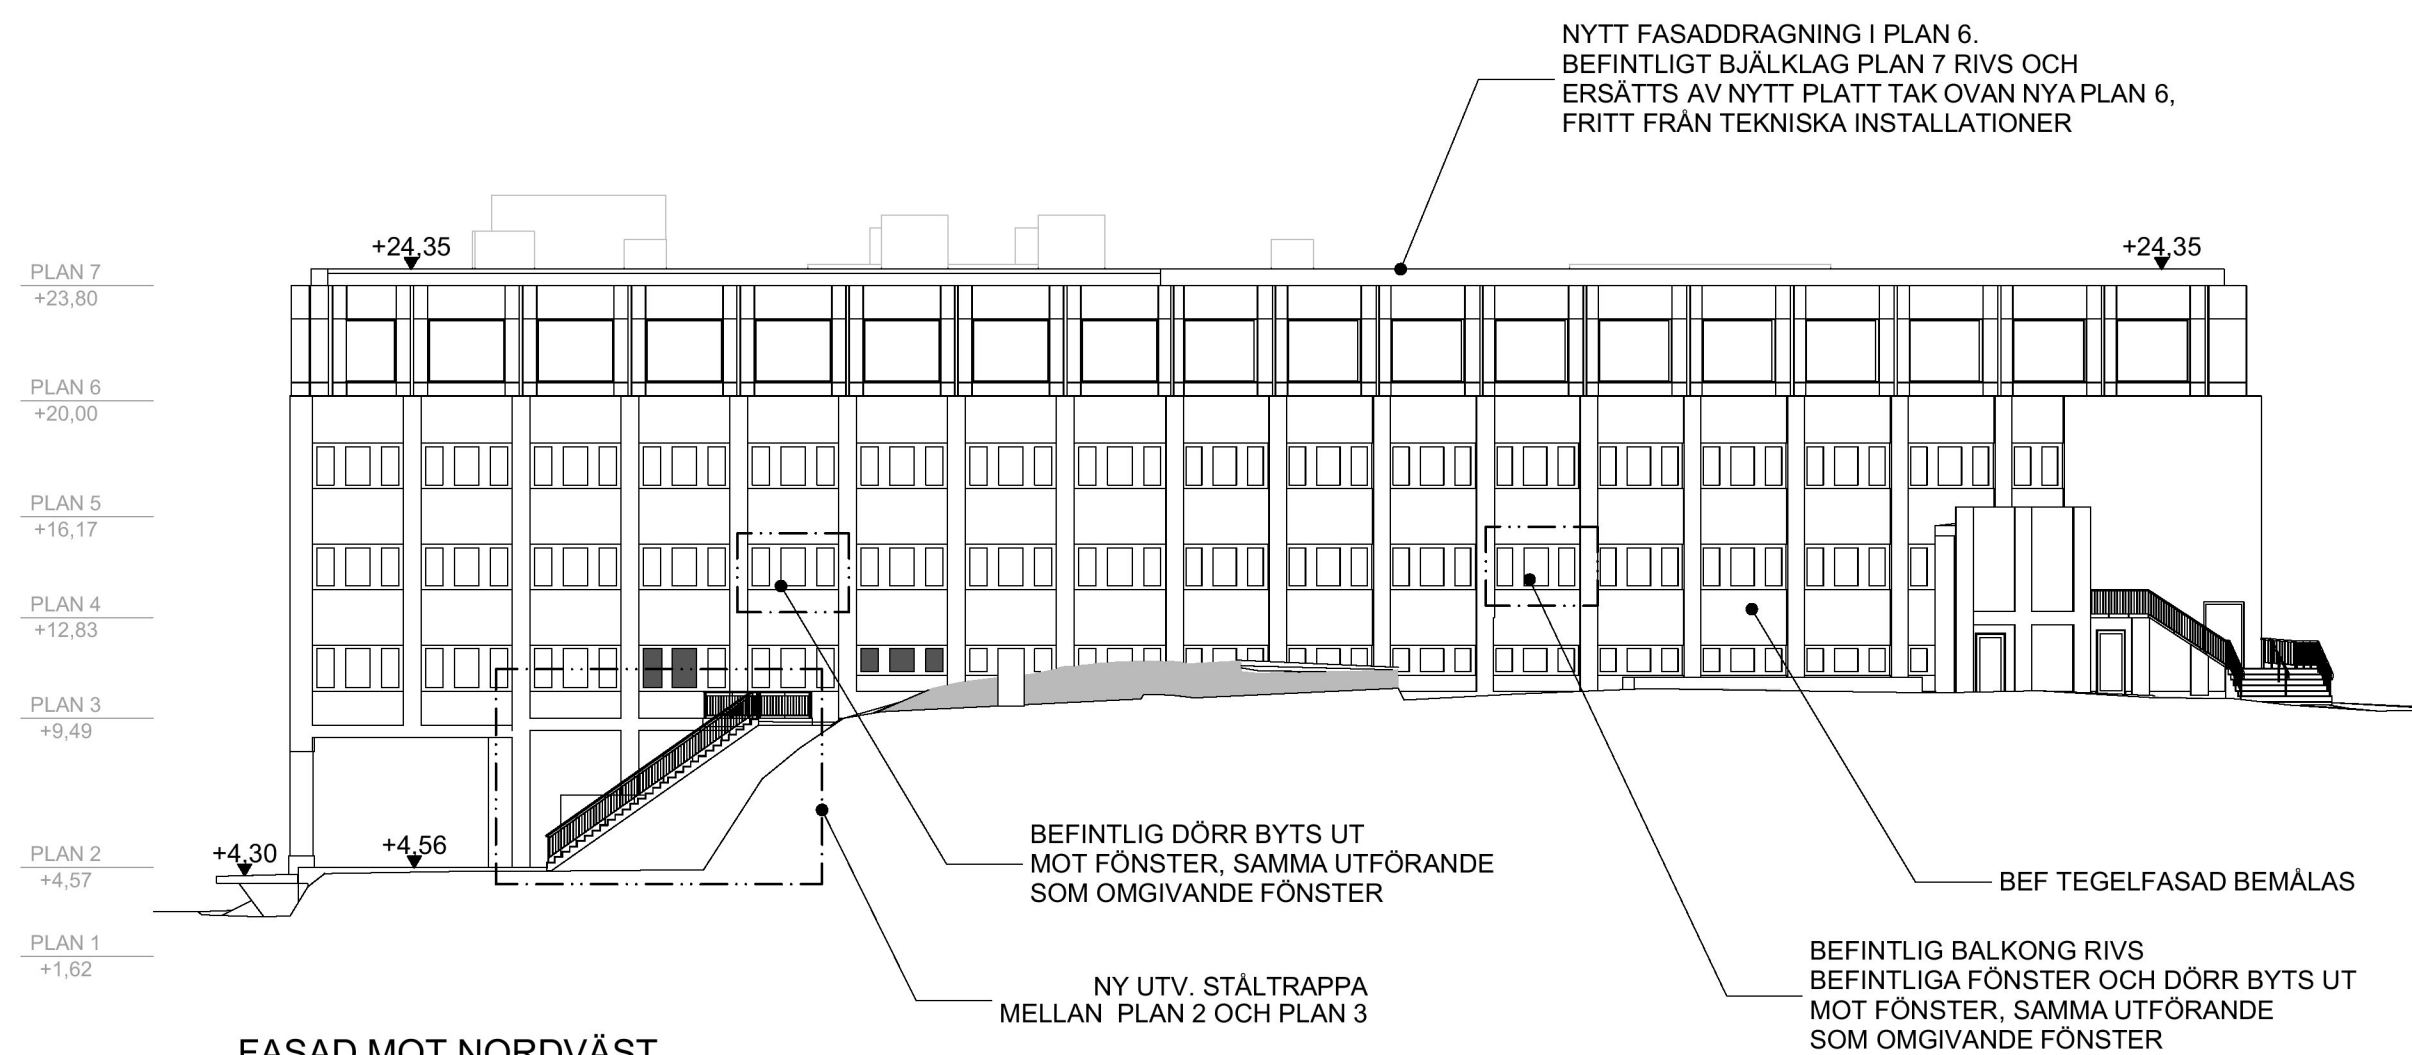 NYTT FASADDRAGNING I PLAN 6.
BEFINTLIGT BJÄLKLAG PLAN 7 RIVS OCH
ERSÄTTS AV NYTT PLATT TAK OVAN NYA PLAN 6,
FRITT FRÅN TEKNISKA INSTALLATIONER
+24,35
+24,35
PLAN 7
+23,80
PLAN 6
+20,00
PLAN 5
+16,17
PLAN 4
+12,83
PLAN 3
+9,49
PLAN 2
+4,57
PLAN 1
+1,62
+4,30
+4,56
BEFINTLIG DÖRR BYTS UT
MOT FÖNSTER, SAMMA UTFÖRANDE
SOM OMGIVANDE FÖNSTER
BEF TEGELFASAD BEMÅLAS
NY UTV. STÅLTRAPPA
MELLAN PLAN 2 OCH PLAN 3
BEFINTLIG BALKONG RIVS
BEFINTLIGA FÖNSTER OCH DÖRR BYTS UT
MOT FÖNSTER, SAMMA UTFÖRANDE
SOM OMGIVANDE FÖNSTER
FASAD MOT NORDVÄST